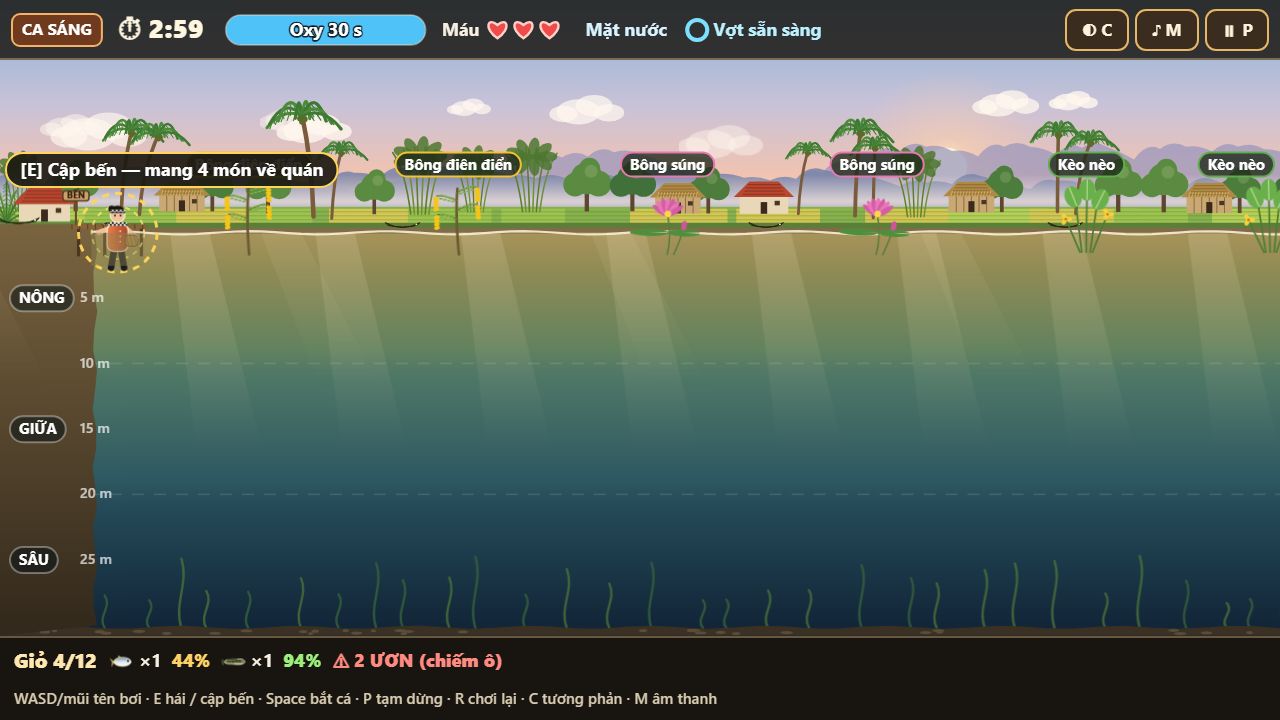 CA SÁNG
2:59
Oxy 30 s
Máu
Mặt nước
Vợt sẵn sàng
C
M
P
[E] Cập bến — mang 4 món về quán
Bông điên điển
Bông súng
Bông súng
Kèo nèo
Kèo nèo
BẾN
NÔNG 5 m
10 m
GIỮA 15 m
20 m
SÂU 25 m
Giỏ 4/12 ×1 44% ×1 94% ⚠ 2 ƯƠN (chiếm ô)
WASD/mũi tên bơi · E hái / cập bến · Space bắt cá · P tạm dừng · R chơi lại · C tương phản · M âm thanh